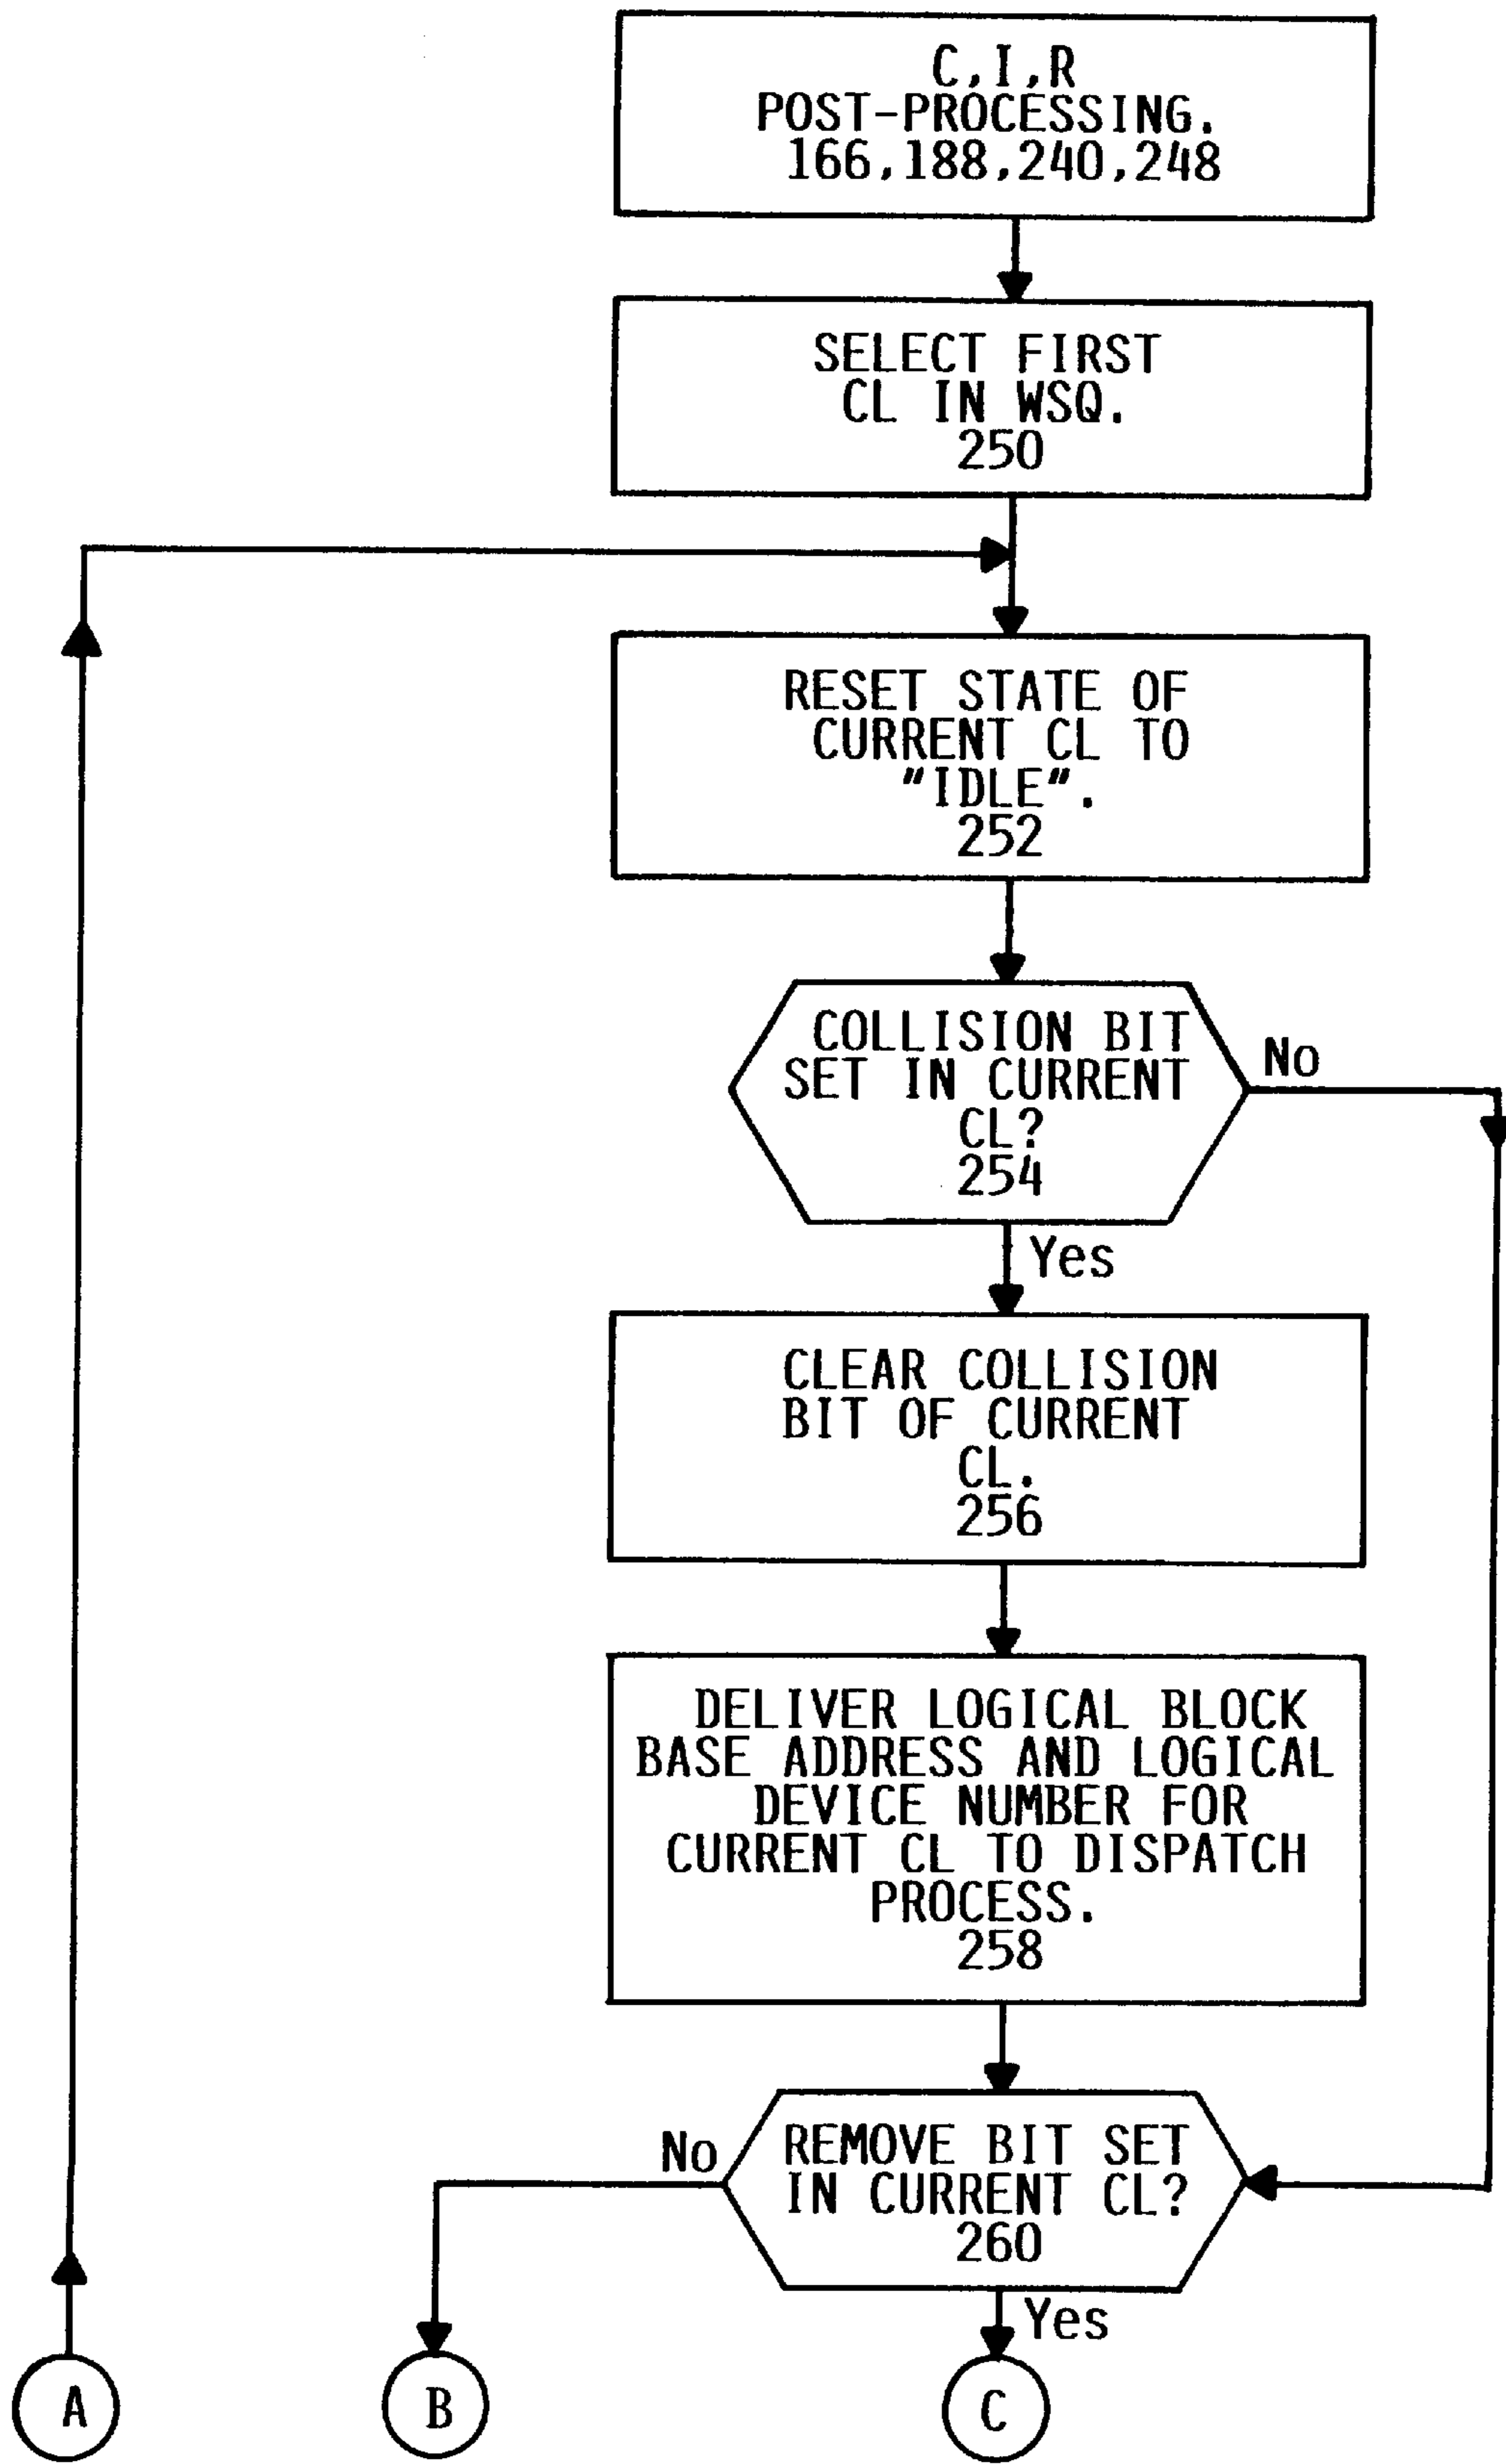 C,I,R
POST-PROCESSING.
166,188,240,248
SELECT FIRST
CL IN WSQ.
250
RESET STATE OF
CURRENT CL TO
"IDLE".
252
COLLISION BIT
SET IN CURRENT
CL?
254
No
Yes
CLEAR COLLISION
BIT OF CURRENT
CL.
256
DELIVER LOGICAL BLOCK
BASE ADDRESS AND LOGICAL
DEVICE NUMBER FOR
CURRENT CL TO DISPATCH
PROCESS.
258
No
REMOVE BIT SET
IN CURRENT CL?
260
Yes
A
B
C